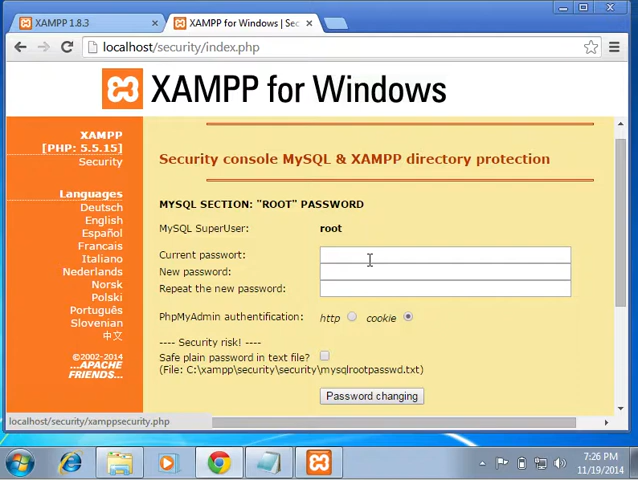 XAMPP 1.8.3
XAMPP for Windows | Sec
localhost/security/index.php
XAMPP for Windows
XAMPP
[PHP: 5.5.15]
Security
Languages
Deutsch
English
Español
Francais
Italiano
Nederlands
Norsk
Polski
Português
Slovenian
中文
©2002-2014
...APACHE
FRIENDS...
Security console MySQL & XAMPP directory protection
MYSQL SECTION: "ROOT" PASSWORD
MySQL SuperUser: root
Current passwort:
New password:
Repeat the new password:
PhpMyAdmin authentification: http cookie
---- Security risk! ----
Safe plain password in text file?
(File: C:\xampp\security\security\mysqlrootpasswd.txt)
Password changing
localhost/security/xamppsecurity.php
7:26 PM
11/19/2014